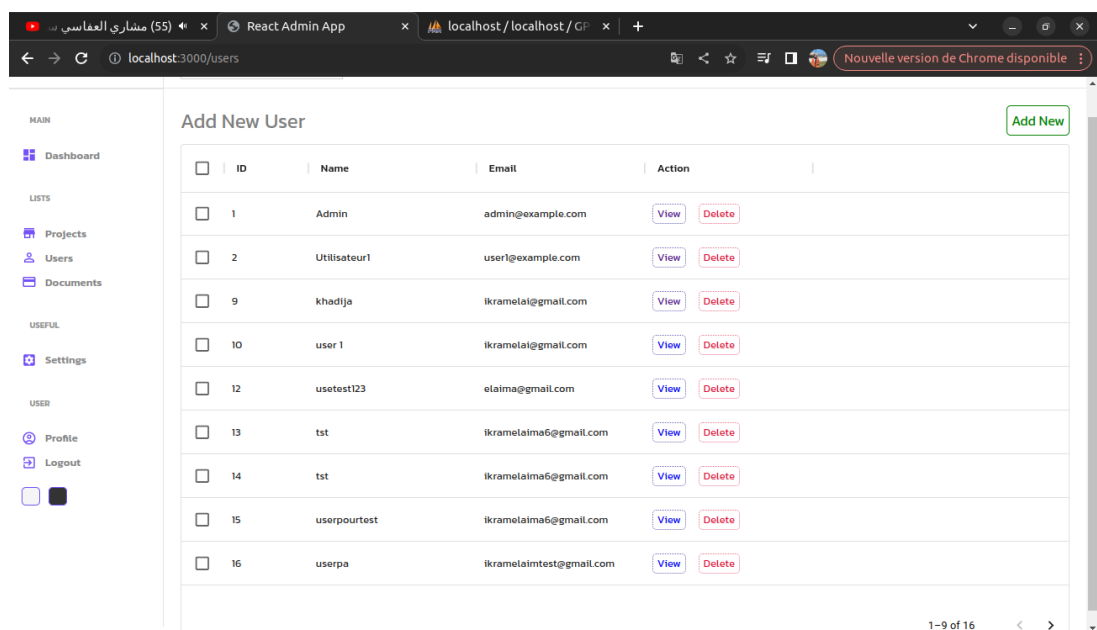 (55) مشاري العفاسي
React Admin App
localhost / localhost / GP
localhost:3000/users
Nouvelle version de Chrome disponible
MAIN
Dashboard
LISTS
Projects
Users
Documents
USEFUL
Settings
USER
Profile
Logout
Add New User
Add New
ID Name Email Action
1 Admin admin@example.com View Delete
2 Utilisateur1 user1@example.com View Delete
9 khadija ikramelai@gmail.com View Delete
10 user 1 ikramelai@gmail.com View Delete
12 usetest123 elaima@gmail.com View Delete
13 tst ikramelaima6@gmail.com View Delete
14 tst ikramelaima6@gmail.com View Delete
15 userpourtest ikramelaima6@gmail.com View Delete
16 userpa ikramelaimtest@gmail.com View Delete
1–9 of 16